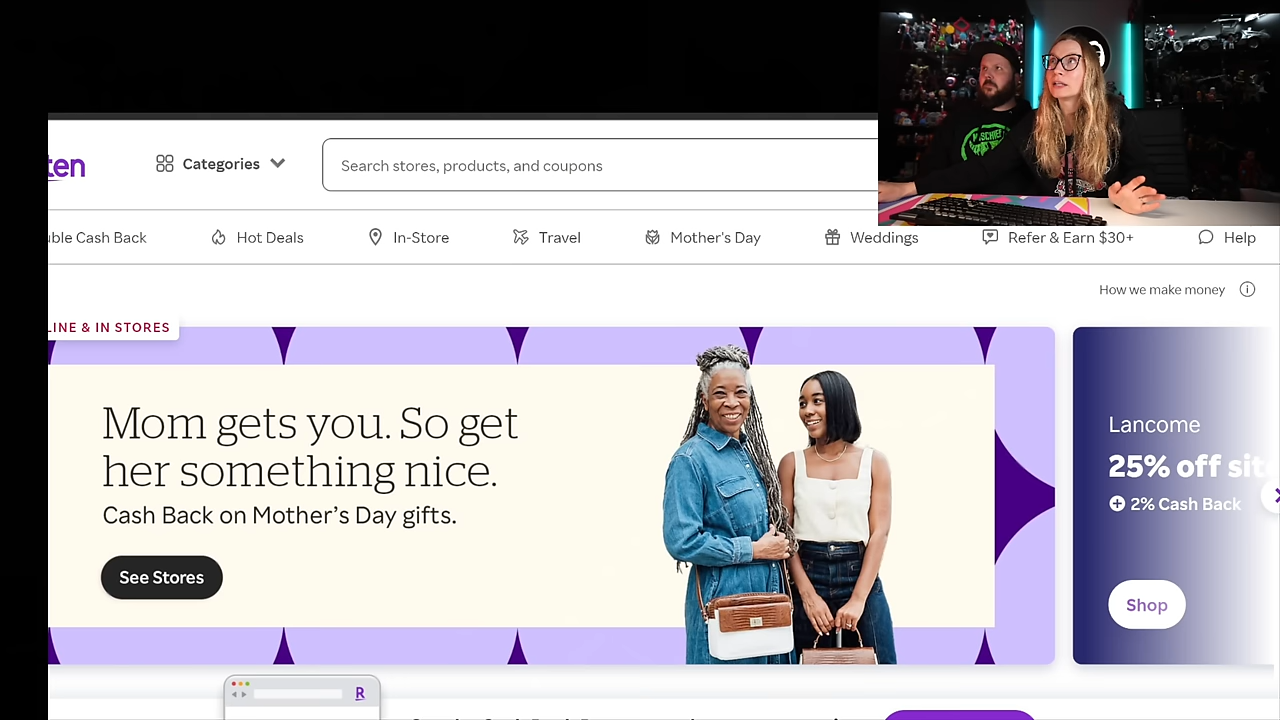 ten
Categories
Search stores, products, and coupons
uble Cash Back
Hot Deals
In-Store
Travel
Mother's Day
Weddings
Refer & Earn $30+
Help
How we make money
LINE & IN STORES
Mom gets you. So get
her something nice.
Cash Back on Mother's Day gifts.
See Stores
Lancome
25% off sit
2% Cash Back
Shop
R